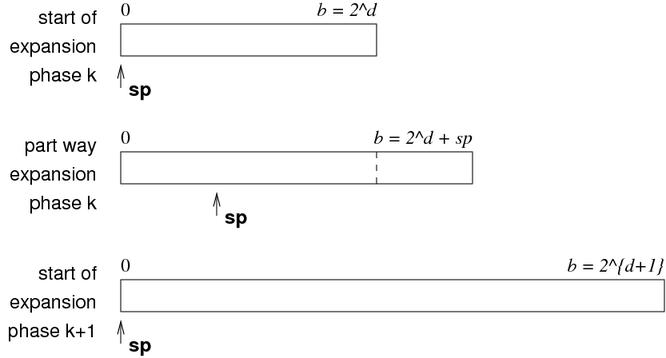 start of
expansion
phase k
0
b = 2^d
sp
part way
expansion
phase k
0
b = 2^d + sp
sp
start of
expansion
phase k+1
0
b = 2^{d+1}
sp